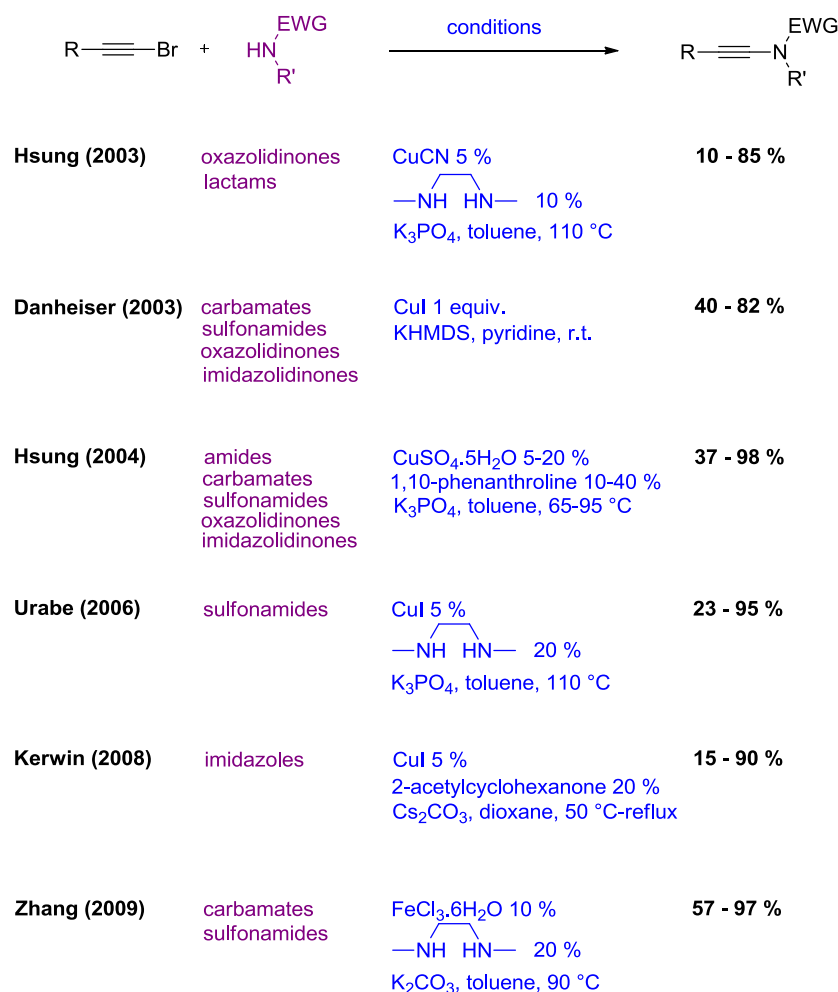 EWG
R Br + HN conditions R N EWG
R' R'
Hsung (2003) oxazolidinones CuCN 5 % 10 - 85 %
lactams
NH HN 10 %
K3PO4, toluene, 110 °C
Danheiser (2003) carbamates CuI 1 equiv. 40 - 82 %
sulfonamides KHMDS, pyridine, r.t.
oxazolidinones
imidazolidinones
Hsung (2004) amides CuSO4.5H2O 5-20 % 37 - 98 %
carbamates 1,10-phenanthroline 10-40 %
sulfonamides K3PO4, toluene, 65-95 °C
oxazolidinones
imidazolidinones
Urabe (2006) sulfonamides CuI 5 % 23 - 95 %
NH HN 20 %
K3PO4, toluene, 110 °C
Kerwin (2008) imidazoles CuI 5 % 15 - 90 %
2-acetylcyclohexanone 20 %
Cs2CO3, dioxane, 50 °C-reflux
Zhang (2009) carbamates FeCl3.6H2O 10 % 57 - 97 %
sulfonamides
NH HN 20 %
K2CO3, toluene, 90 °C